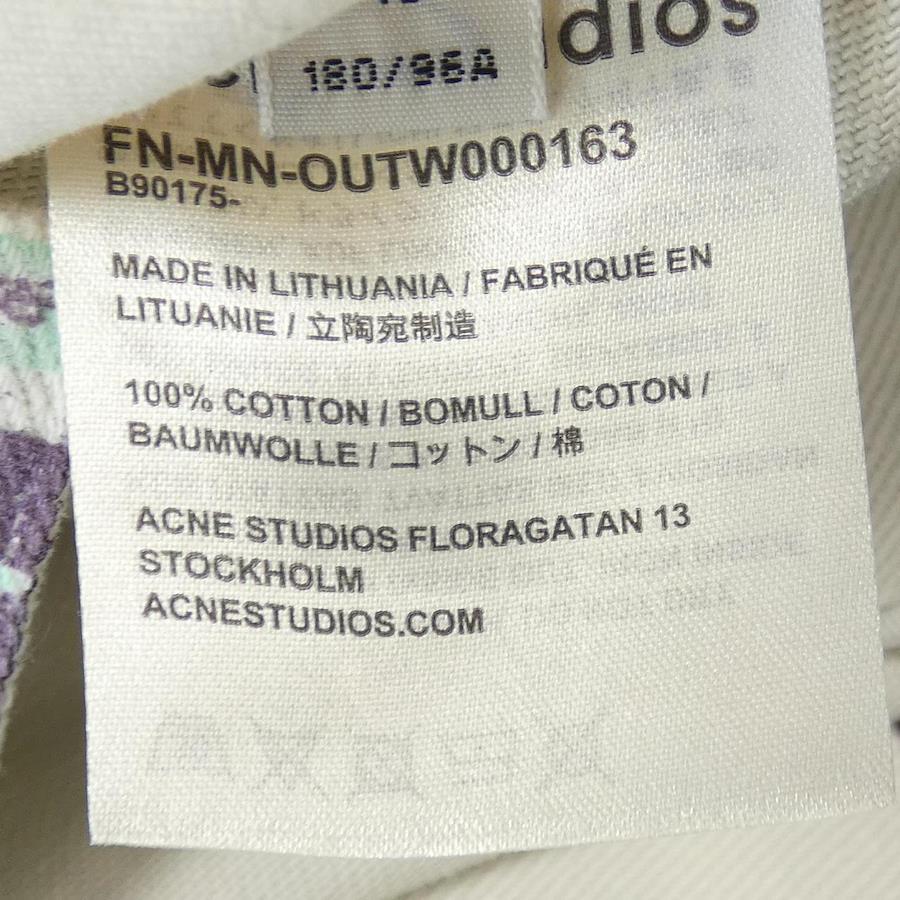 dios
180/96A
FN-MN-OUTW000163
B90175-
MADE IN LITHUANIA / FABRIQUÉ EN
LITUANIE / 立陶宛制造
100% COTTON / BOMULL / COTON /
BAUMWOLLE / コットン / 棉
ACNE STUDIOS FLORAGATAN 13
STOCKHOLM
ACNESTUDIOS.COM